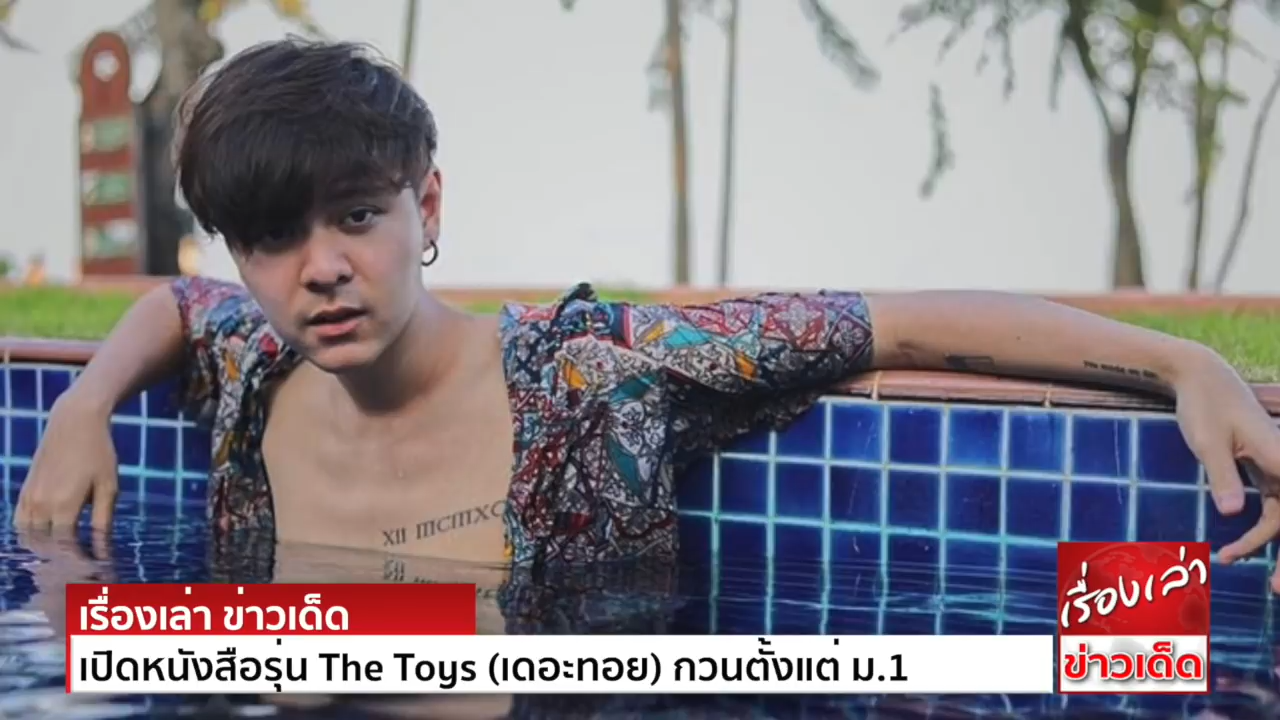 XII MCMXC
เรื่องเล่า ข่าวเด็ด
เปิดหนังสือรุ่น The Toys (เดอะทอย) กวนตั้งแต่ ม.1
เรื่องเล่า
ข่าวเด็ด